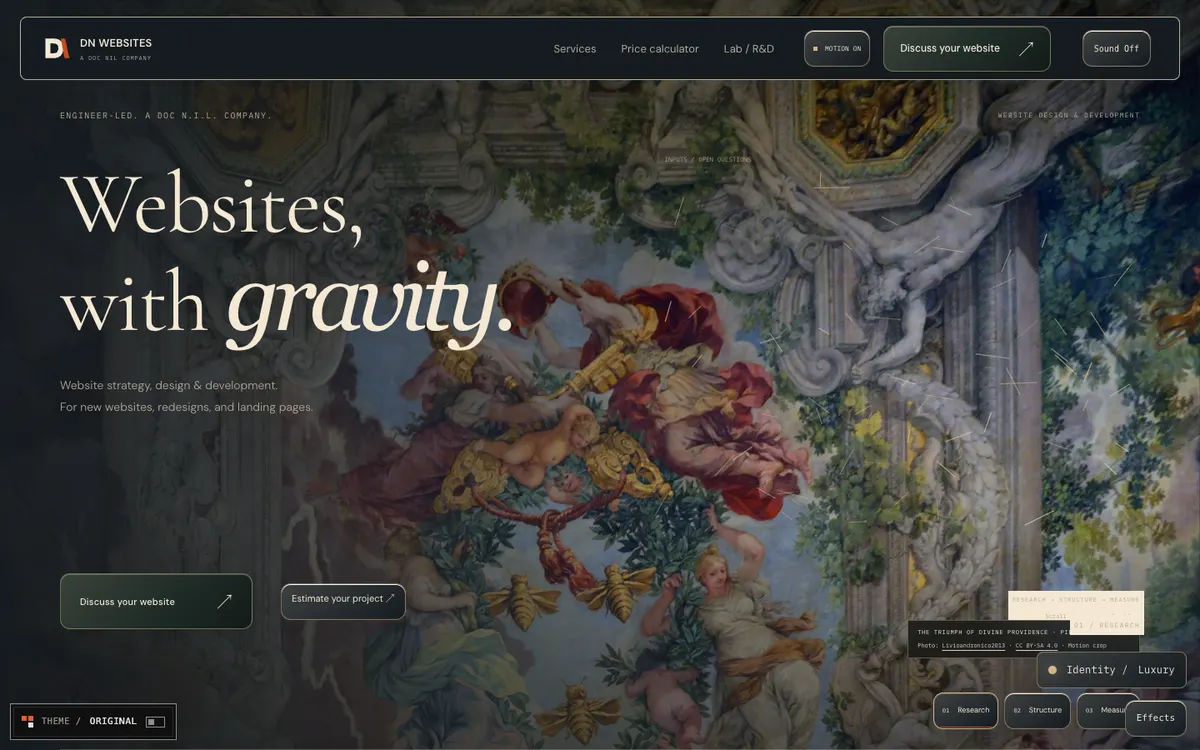 DN WEBSITES
A DOC NIL COMPANY
Services
Price calculator
Lab / R&D
MOTION ON
Discuss your website
Sound Off
ENGINEER-LED. A DOC N.I.L. COMPANY.
WEBSITE DESIGN & DEVELOPMENT
INPUTS / OPEN QUESTIONS
Websites,
with gravity.
Website strategy, design & development.
For new websites, redesigns, and landing pages.
Discuss your website
Estimate your project
RESEARCH → STRUCTURE → MEASURE
Scroll
01 / RESEARCH
THE TRIUMPH OF DIVINE PROVIDENCE ·
Photo: Livioandronico2013 · CC BY-SA 4.0 · Motion crop
Identity / Luxury
01 Research
02 Structure
03 Measu
Effects
THEME / ORIGINAL